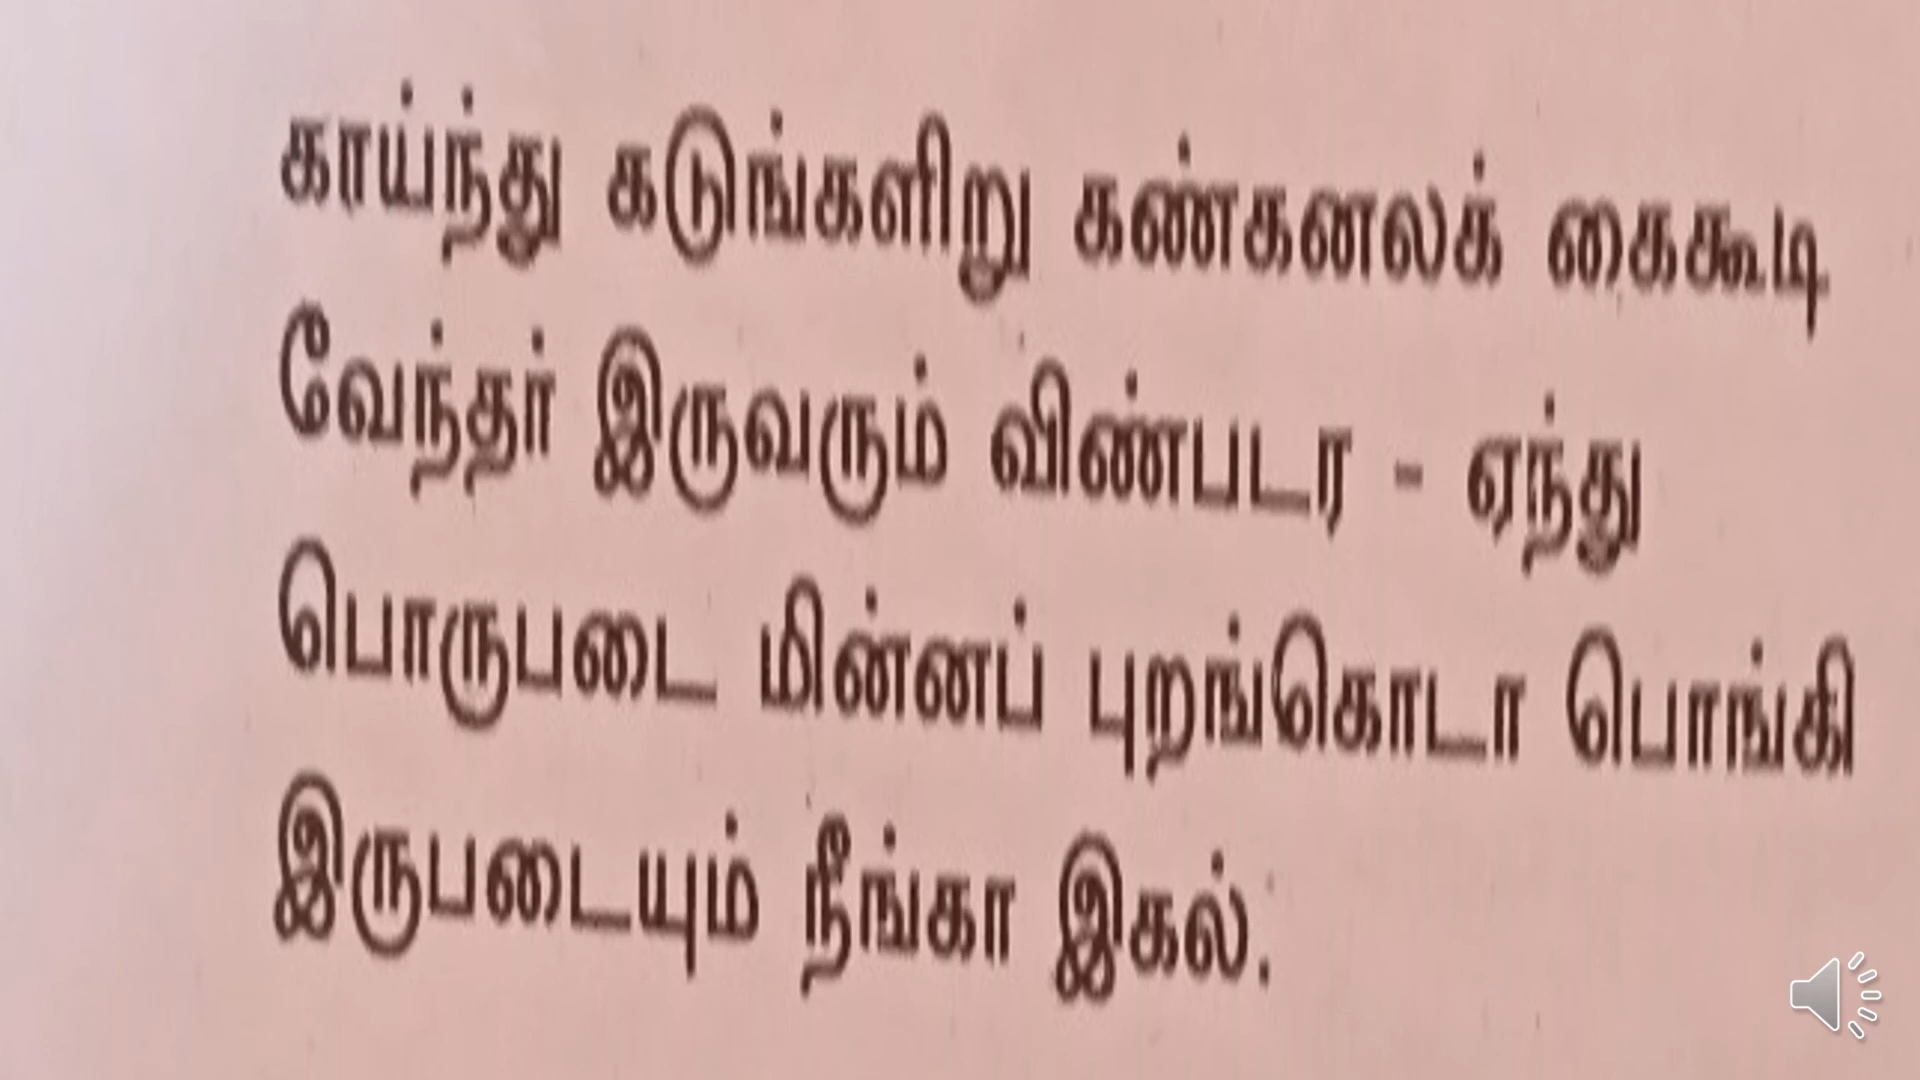 காய்ந்து கடுங்களிறு கண்கனலக் கைகூடி
வேந்தர் இருவரும் விண்படர - ஏந்து
பொருபடை மின்னப் புறங்கொடா பொங்கி
இருபடையும் நீங்கா இகல்.